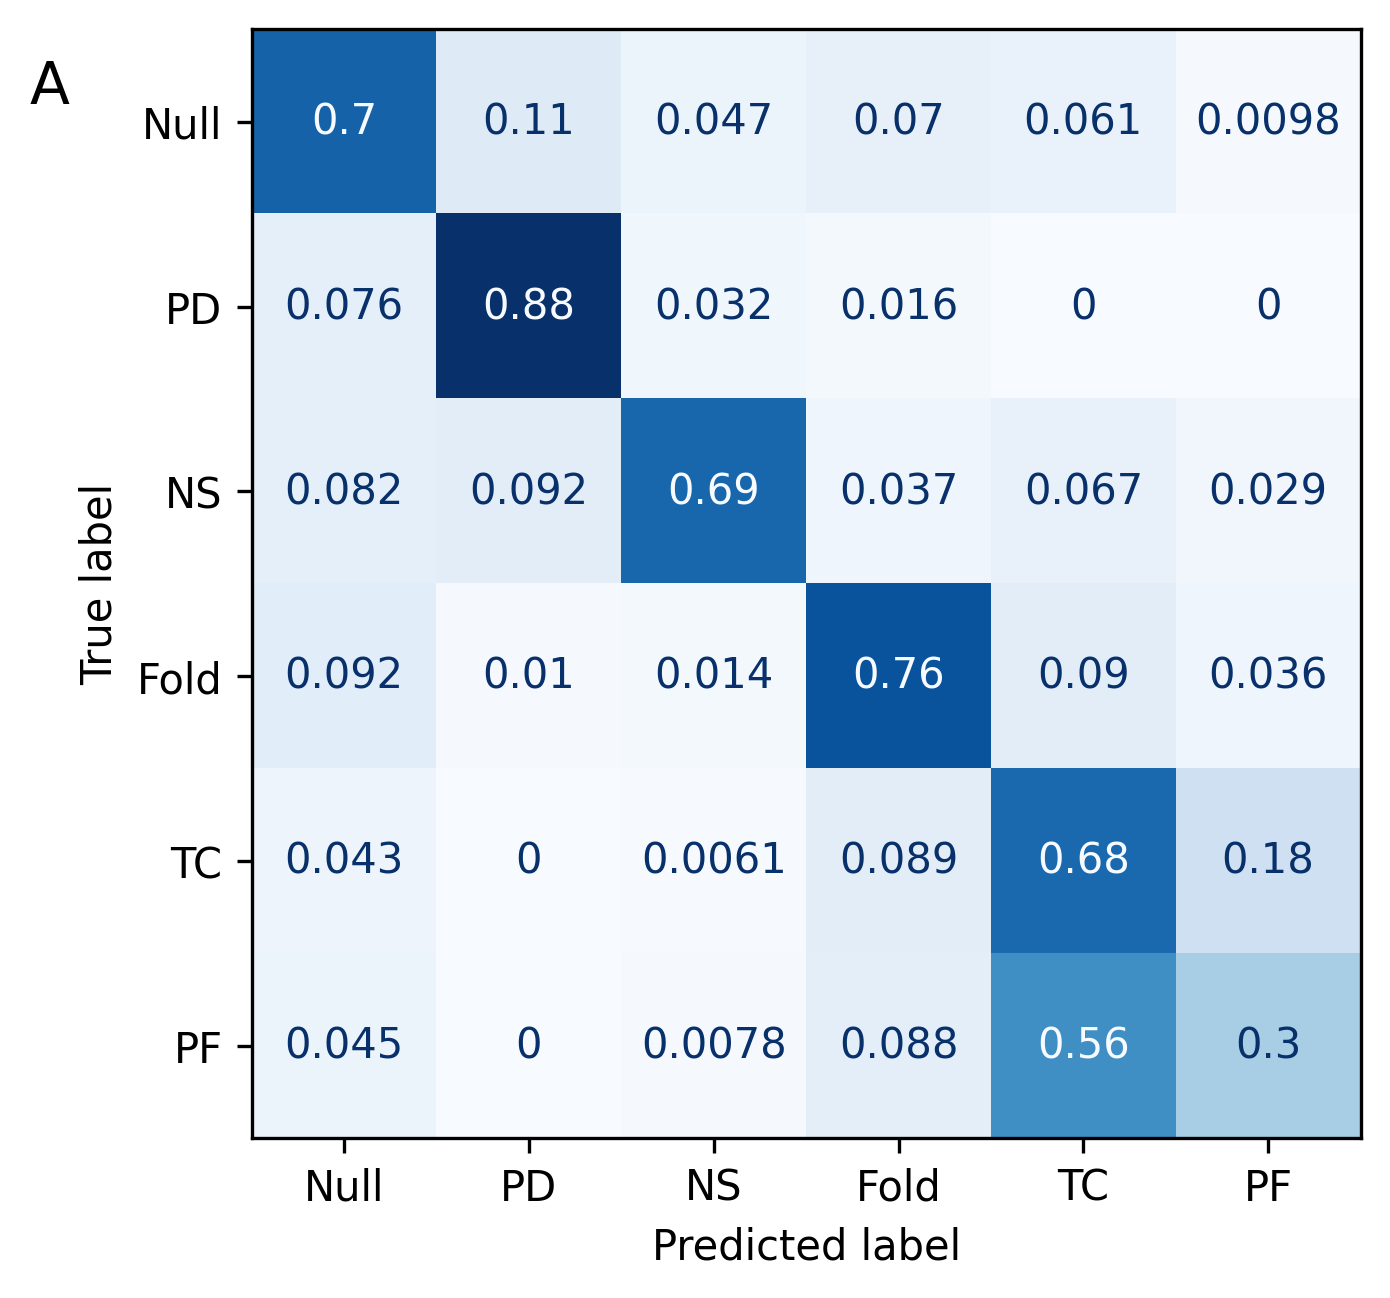 A
Null 0.7 0.11 0.047 0.07 0.061 0.0098
PD 0.076 0.88 0.032 0.016 0 0
NS 0.082 0.092 0.69 0.037 0.067 0.029
Fold 0.092 0.01 0.014 0.76 0.09 0.036
TC 0.043 0 0.0061 0.089 0.68 0.18
PF 0.045 0 0.0078 0.088 0.56 0.3
True label
Null PD NS Fold TC PF
Predicted label